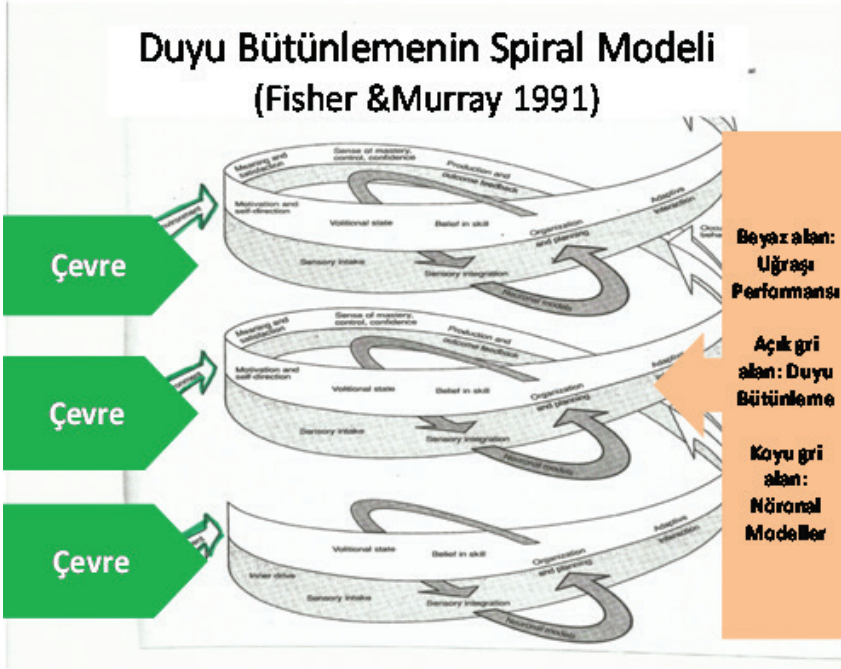 Duyu Bütünlemenin Spiral Modeli
(Fisher &Murray 1991)
Meaning and
satisfaction
Sense of mastery,
control, confidence
Production and
outcome feedback
Motivation and
self-direction
Volitional state
Belief in skill
Organization
and planning
Adaptive
interaction
Sensory intake
Sensory integration
Neuronal models
Çevre
Meaning and
satisfaction
Sense of mastery,
control, confidence
Production and
outcome feedback
Motivation and
self-direction
Volitional state
Belief in skill
Organization
and planning
Adaptive
Sensory intake
Sensory integration
Neuronal models
Çevre
Volitional state
Belief in skill
Organization
and planning
Adaptive
interaction
Inner drive
Sensory intake
Sensory integration
Neuronal models
Çevre
Beyaz alan:
Uğraşı
Performansı
Açık gri
alan: Duyu
Bütünleme
Koyu gri
alan:
Nöronal
Modeller